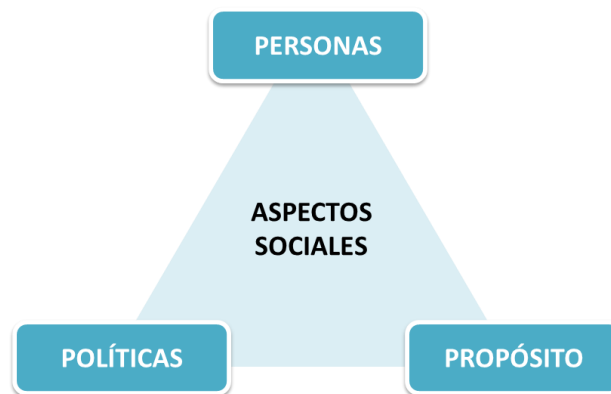 PERSONAS
ASPECTOS
SOCIALES
POLÍTICAS
PROPÓSITO